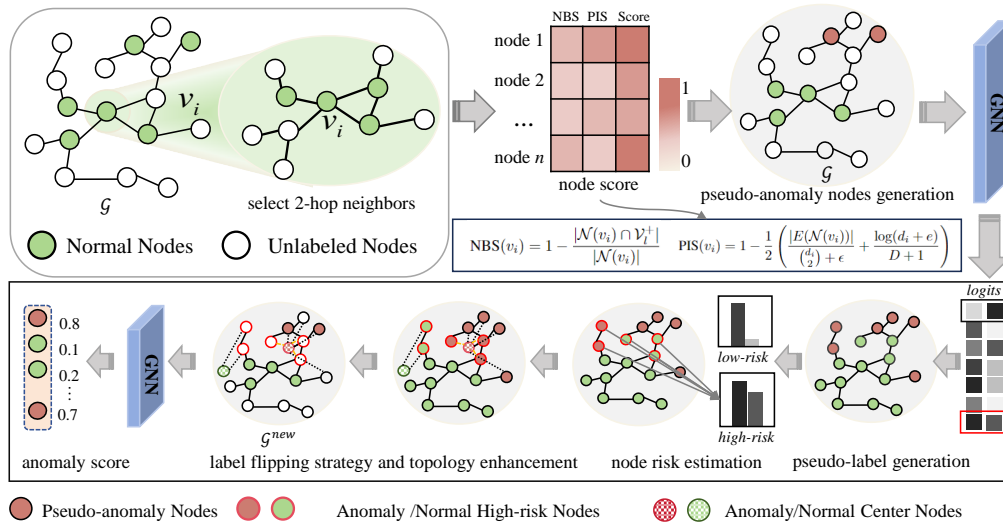 NBS PIS Score
node 1
node 2
...
node n
1
0
node score
v_i
v_i
𝒢
select 2-hop neighbors
Normal Nodes
Unlabeled Nodes
𝒢
pseudo-anomaly nodes generation
GNN
NBS(v_i) = 1 − |𝒩(v_i) ∩ 𝒱_l^+| / |𝒩(v_i)| PIS(v_i) = 1 − 1/2 ( |E(𝒩(v_i))| / (\binom{d_i}{2} + ϵ) + log(d_i + e) / (D + 1) )
logits
0.8
0.1
0.2
⋮
0.7
GNN
𝒢^{new}
low-risk
high-risk
anomaly score
label flipping strategy and topology enhancement
node risk estimation
pseudo-label generation
Pseudo-anomaly Nodes
Anomaly /Normal High-risk Nodes
Anomaly/Normal Center Nodes